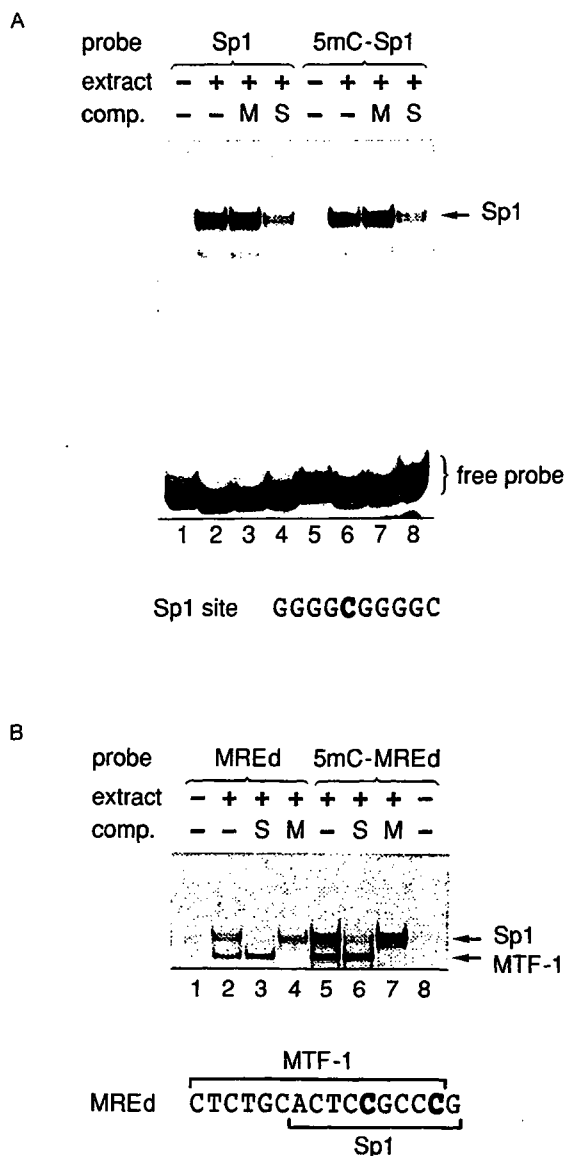 A
probe Sp1 5mC-Sp1
extract - + + + - + + +
comp. - - M S - - M S
Sp1
free probe
1 2 3 4 5 6 7 8
Sp1 site GGGGCGGGGC
B
probe MREd 5mC-MREd
extract - + + + + + + -
comp. - - S M - S M -
Sp1
MTF-1
1 2 3 4 5 6 7 8
MTF-1
MREd CTCTGCACTCCGCCCG
Sp1